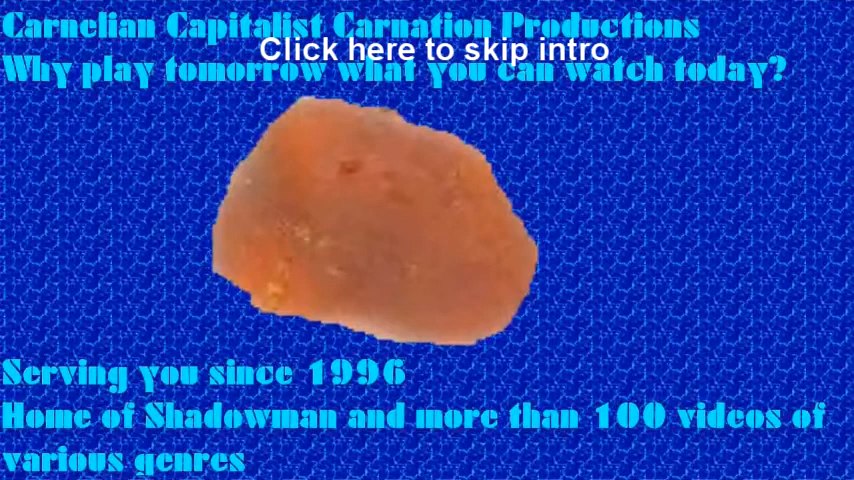 Carnelian Capitalist Carnation Productions
Click here to skip intro
Why play tomorrow what you can watch today?
Serving you since 1996
Home of Shadowman and more than 100 videos of
various genres